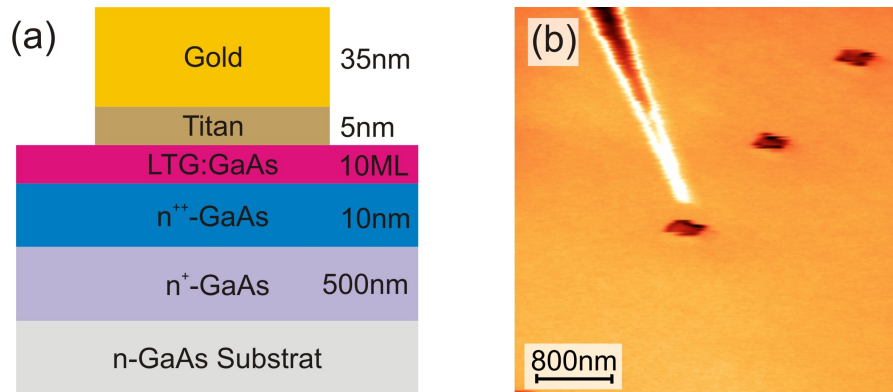 (a)
Gold 35nm
Titan 5nm
LTG:GaAs 10ML
n⁺⁺-GaAs 10nm
n⁺-GaAs 500nm
n-GaAs Substrat
(b)
800nm